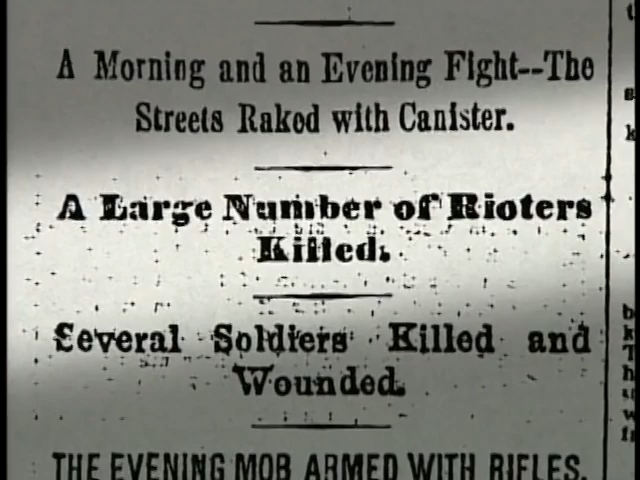 A Morning and an Evening Fight--The
Streets Raked with Canister.
A Large Number of Rioters
Killed.
Several Soldiers Killed and
Wounded.
THE EVENING MOB ARMED WITH RIFLES.